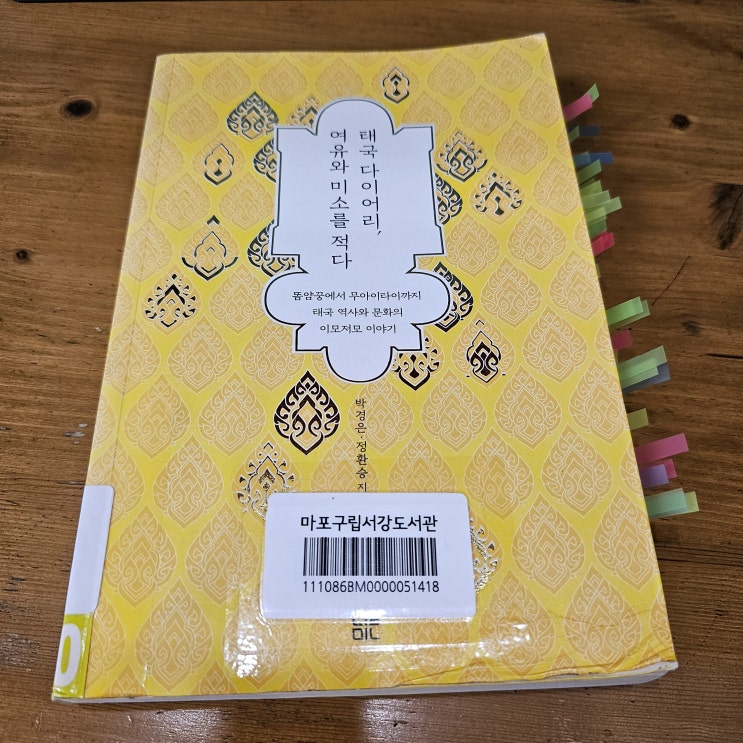 태국 다이어리,
여유와 미소를 적다
똠얌꿍에서 무아이타이까지
태국 역사와 문화의
이모저모 이야기
박경은·정환승 지
마포구립서강도서관
111086BM0000051418